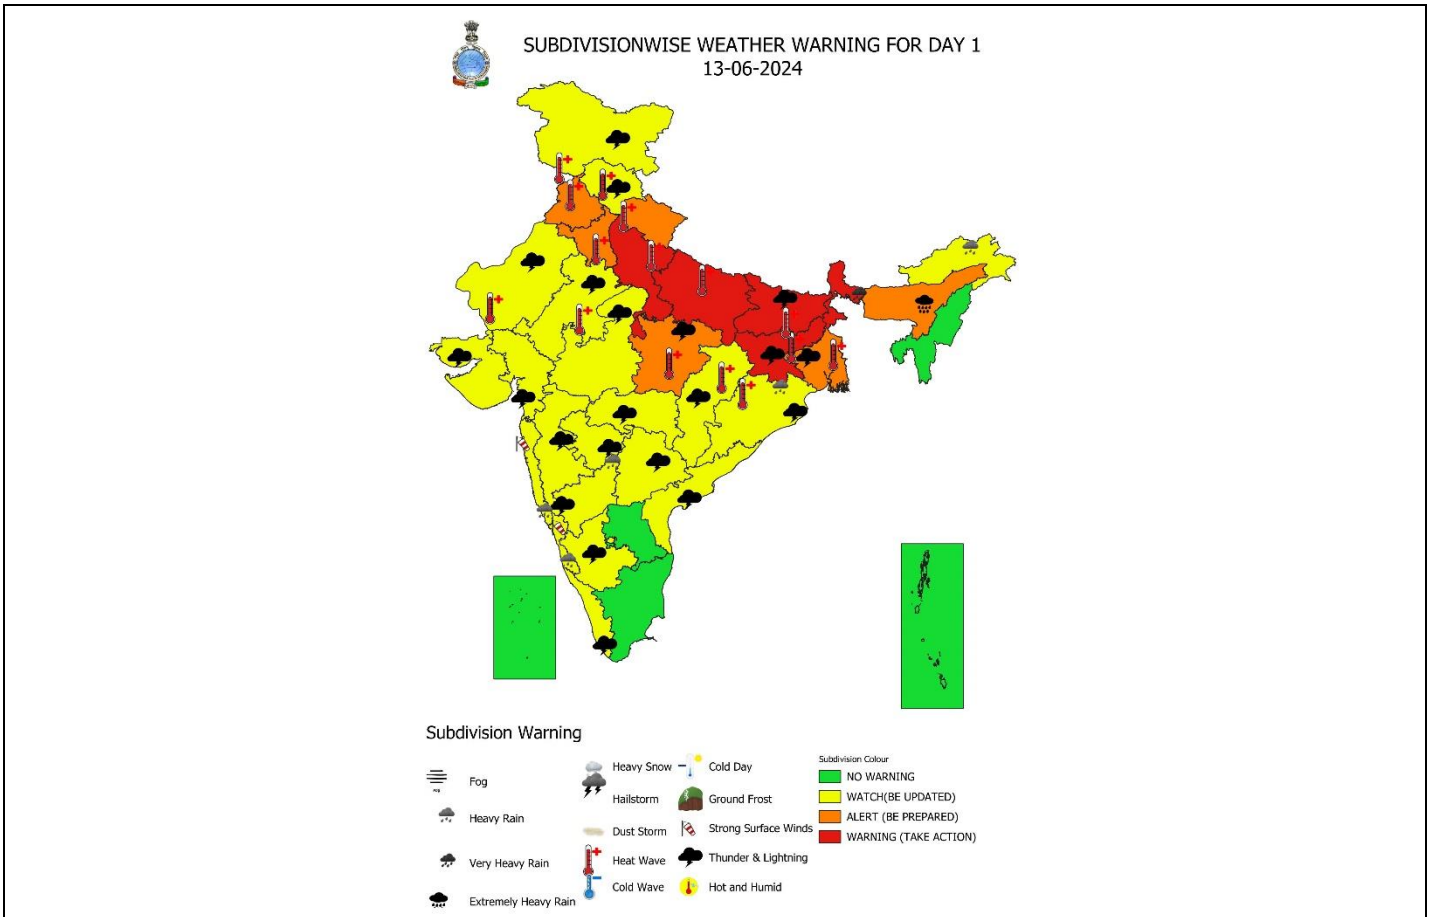 SUBDIVISIONWISE WEATHER WARNING FOR DAY 1
13-06-2024
Subdivision Warning
Fog
Heavy Rain
Very Heavy Rain
Extremely Heavy Rain
Heavy Snow
Hailstorm
Dust Storm
Heat Wave
Cold Wave
Cold Day
Ground Frost
Strong Surface Winds
Thunder & Lightning
Hot and Humid
Subdivision Colour
NO WARNING
WATCH(BE UPDATED)
ALERT (BE PREPARED)
WARNING (TAKE ACTION)